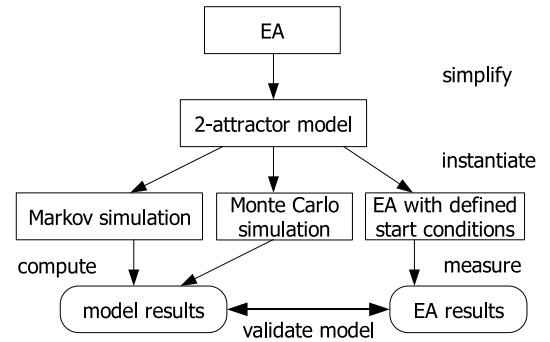 EA
simplify
2-attractor model
instantiate
Markov simulation
Monte Carlo
simulation
EA with defined
start conditions
compute
measure
model results
EA results
validate model